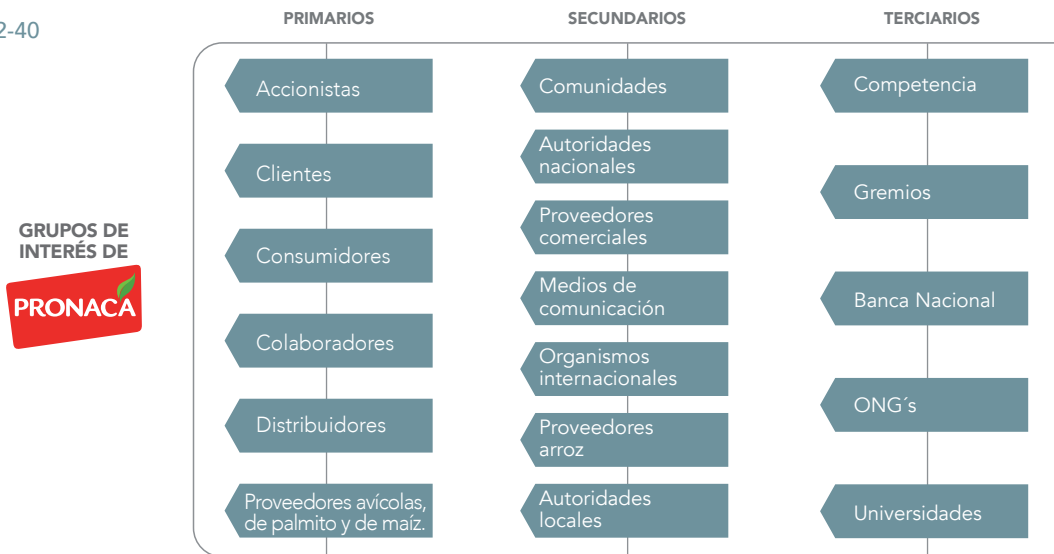 2-40
PRIMARIOS
SECUNDARIOS
TERCIARIOS
GRUPOS DE
INTERÉS DE
PRONACA
Accionistas
Clientes
Consumidores
Colaboradores
Distribuidores
Proveedores avícolas,
de palmito y de maíz.
Comunidades
Autoridades
nacionales
Proveedores
comerciales
Medios de
comunicación
Organismos
internacionales
Proveedores
arroz
Autoridades
locales
Competencia
Gremios
Banca Nacional
ONG´s
Universidades